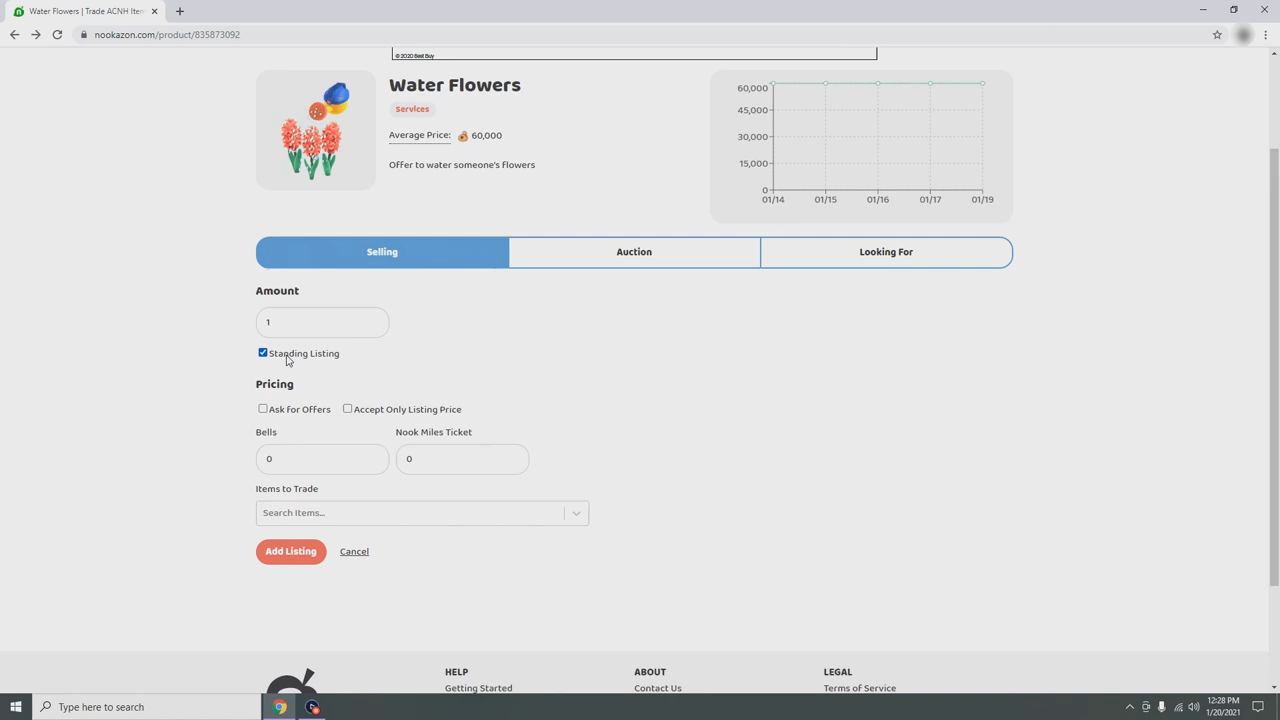 Water Flowers | Trade ACNH Item
nookazon.com/product/835873092
© 2020 Best Buy
Water Flowers
Services
Average Price: 60,000
Offer to water someone's flowers
60,000
45,000
30,000
15,000
0
01/14 01/15 01/16 01/17 01/19
Selling Auction Looking For
Amount
1
Standing Listing
Pricing
Ask for Offers Accept Only Listing Price
Bells Nook Miles Ticket
0 0
Items to Trade
Search Items...
Add Listing Cancel
HELP ABOUT LEGAL
Getting Started Contact Us Terms of Service
Type here to search
12:28 PM
1/20/2021